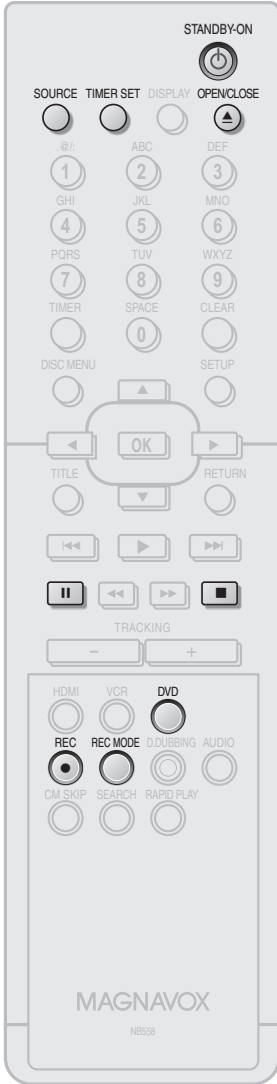 STANDBY-ON
SOURCE TIMER SET DISPLAY OPEN/CLOSE
.@/: ABC DEF
1 2 3
GHI JKL MNO
4 5 6
PQRS TUV WXYZ
7 8 9
TIMER SPACE CLEAR
0
DISC MENU SETUP
OK
TITLE RETURN
TRACKING
− +
HDMI VCR DVD
REC REC MODE D.DUBBING AUDIO
CM SKIP SEARCH RAPID PLAY
MAGNAVOX
NB558